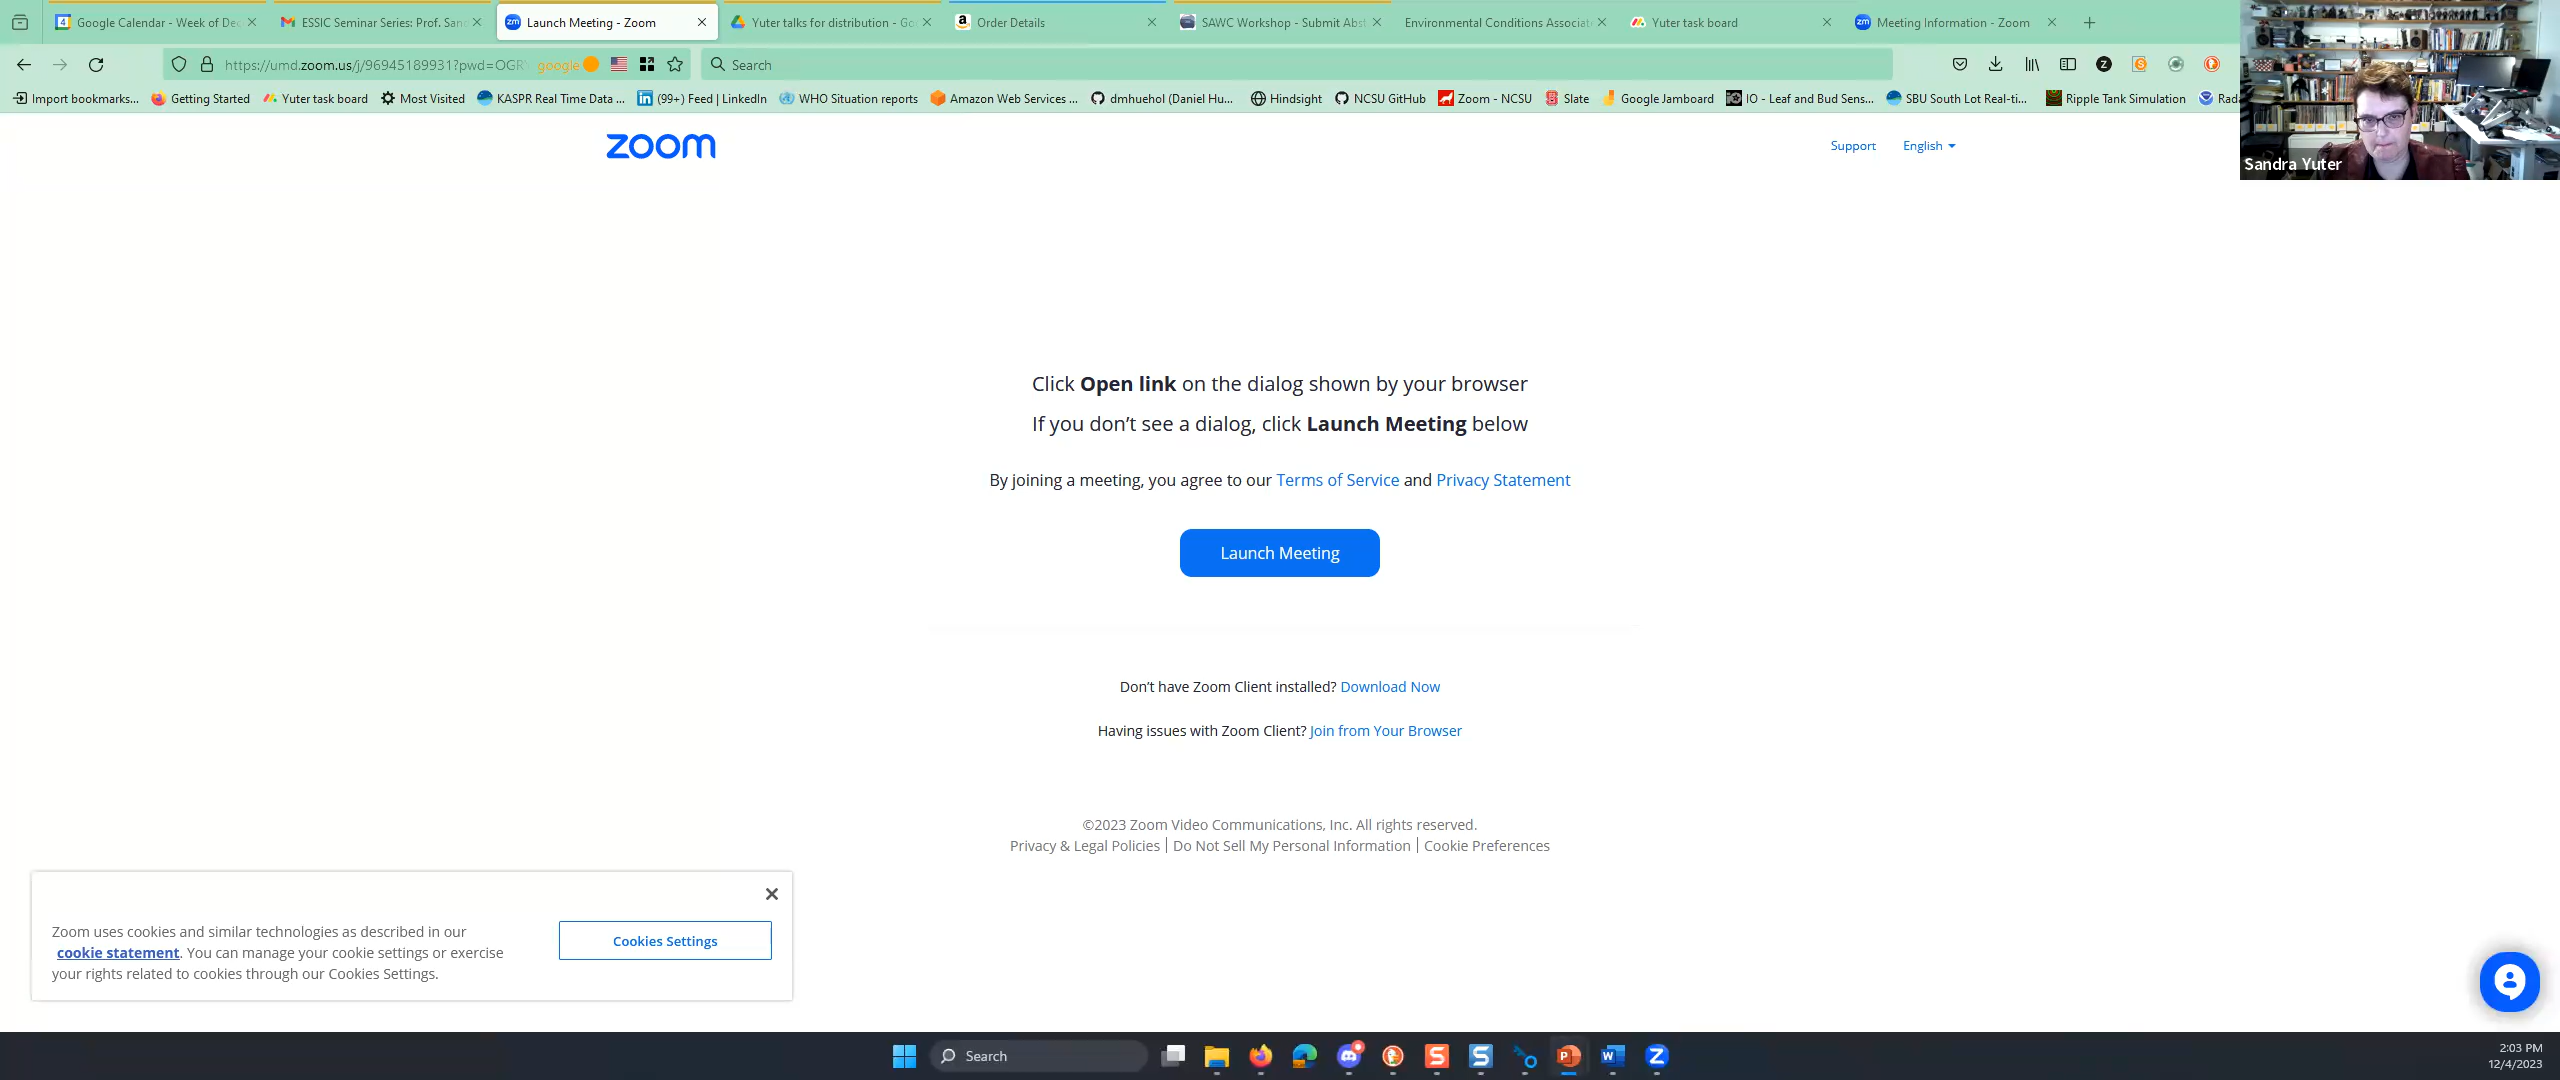 Google Calendar - Week of Dec
ESSIC Seminar Series: Prof. San
Launch Meeting - Zoom
Yuter talks for distribution - Go
Order Details
SAWC Workshop - Submit Abst
Environmental Conditions Associat
Yuter task board
Meeting Information - Zoom
https://umd.zoom.us/j/96945189931?pwd=OGR
google
Search
Import bookmarks...
Getting Started
Yuter task board
Most Visited
KASPR Real Time Data ...
(99+) Feed | LinkedIn
WHO Situation reports
Amazon Web Services ...
dmhuehol (Daniel Hu...
Hindsight
NCSU GitHub
Zoom - NCSU
Slate
Google Jamboard
IO - Leaf and Bud Sens...
SBU South Lot Real-ti...
Ripple Tank Simulation
Rada
Sandra Yuter
zoom
Support
English
Click Open link on the dialog shown by your browser
If you don’t see a dialog, click Launch Meeting below
By joining a meeting, you agree to our Terms of Service and Privacy Statement
Launch Meeting
Don’t have Zoom Client installed? Download Now
Having issues with Zoom Client? Join from Your Browser
©2023 Zoom Video Communications, Inc. All rights reserved.
Privacy & Legal Policies | Do Not Sell My Personal Information | Cookie Preferences
Zoom uses cookies and similar technologies as described in our
cookie statement. You can manage your cookie settings or exercise
your rights related to cookies through our Cookies Settings.
Cookies Settings
Search
2:03 PM
12/4/2023